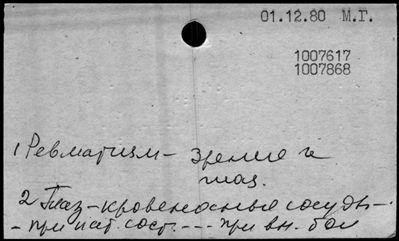 01.12.80 М.Г.
1007617
1007868
1 Ревматизм - зрение и
глаз.
2 Глаз - кровеносные сосуды -
- при пат. сост. --- при вн. бол